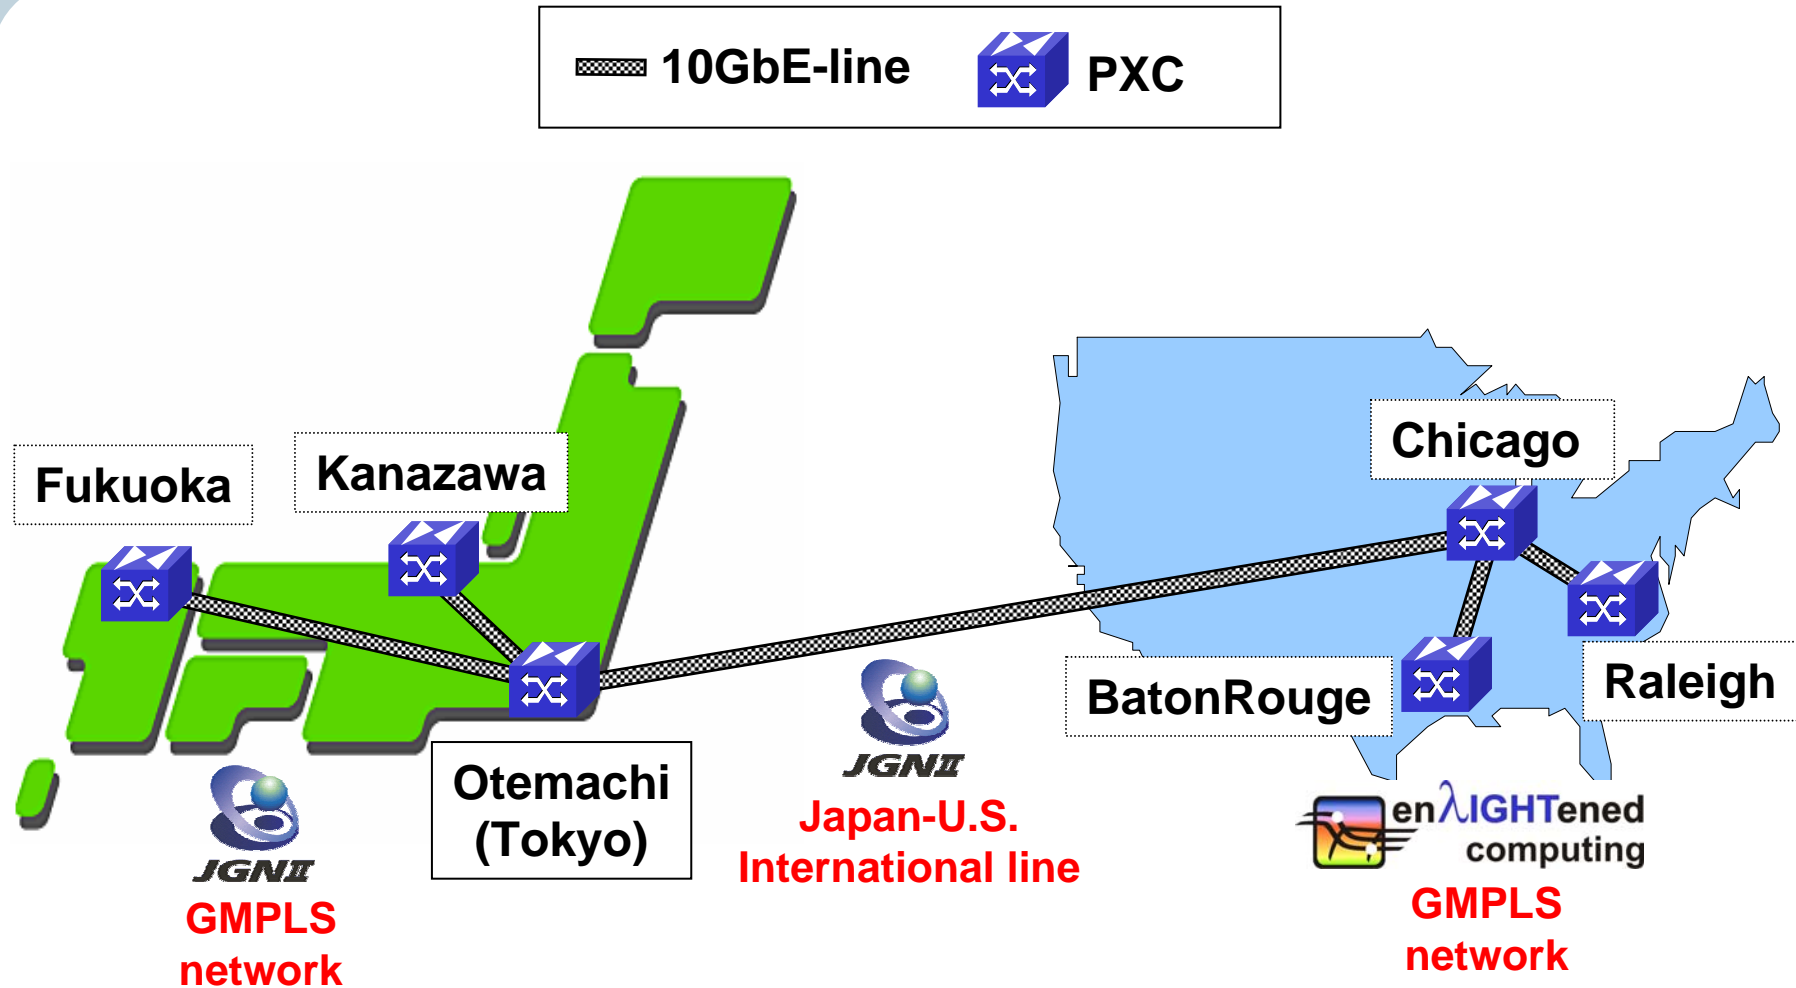 10GbE-line
PXC
Fukuoka
Kanazawa
Chicago
BatonRouge
Raleigh
Otemachi
(Tokyo)
JGNII
GMPLS
network
JGNII
Japan-U.S.
International line
enλIGHTened
computing
GMPLS
network